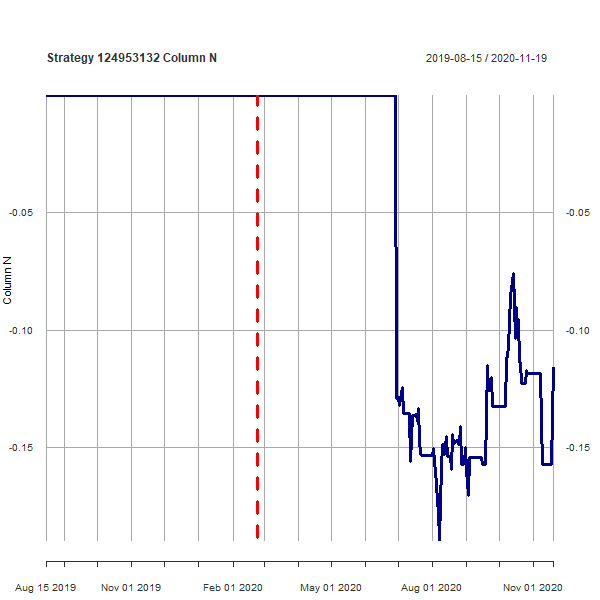 Strategy 124953132 Column N
2019-08-15 / 2020-11-19
-0.05
-0.05
Column N
-0.10
-0.10
-0.15
-0.15
Aug 15 2019
Nov 01 2019
Feb 01 2020
May 01 2020
Aug 01 2020
Nov 01 2020